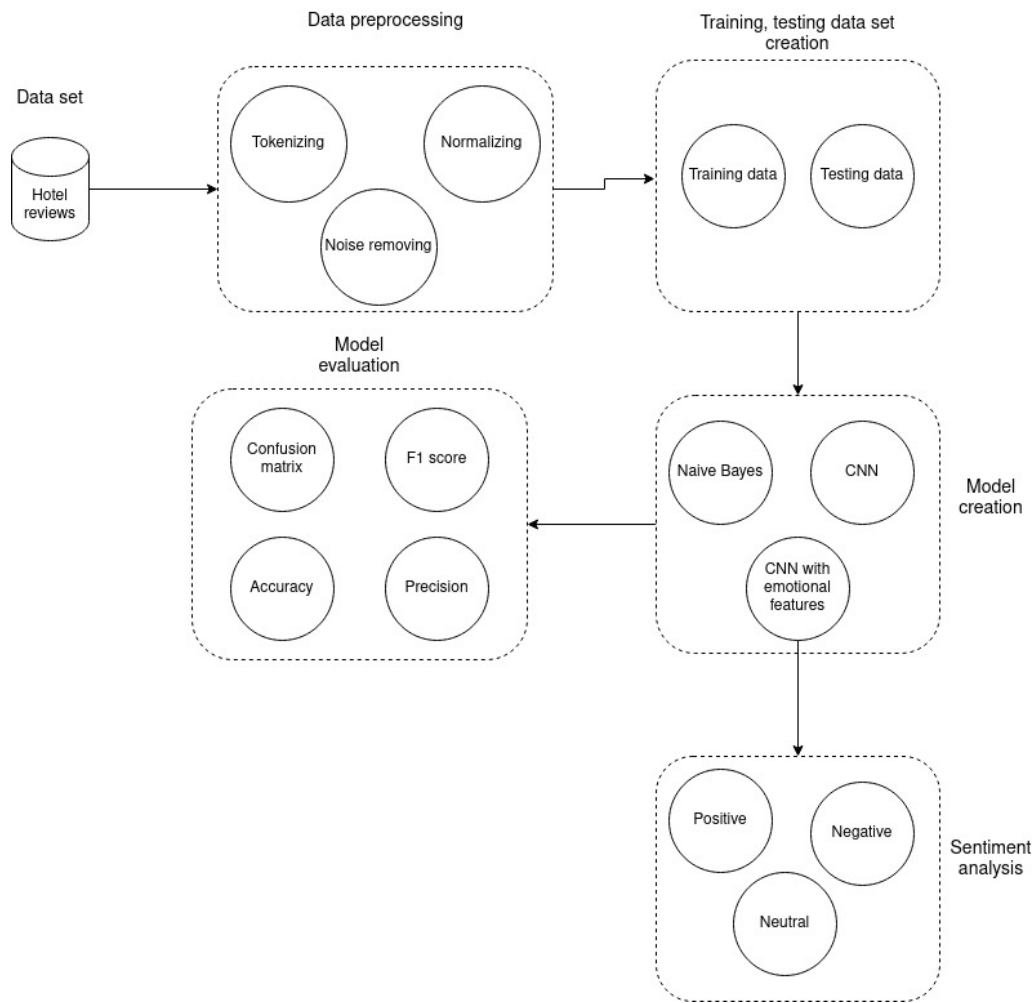 Data preprocessing
Training, testing data set
creation
Data set
Hotel
reviews
Tokenizing
Normalizing
Noise removing
Training data
Testing data
Model
evaluation
Confusion
matrix
F1 score
Accuracy
Precision
Naive Bayes
CNN
CNN with
emotional
features
Model
creation
Positive
Negative
Neutral
Sentiment
analysis